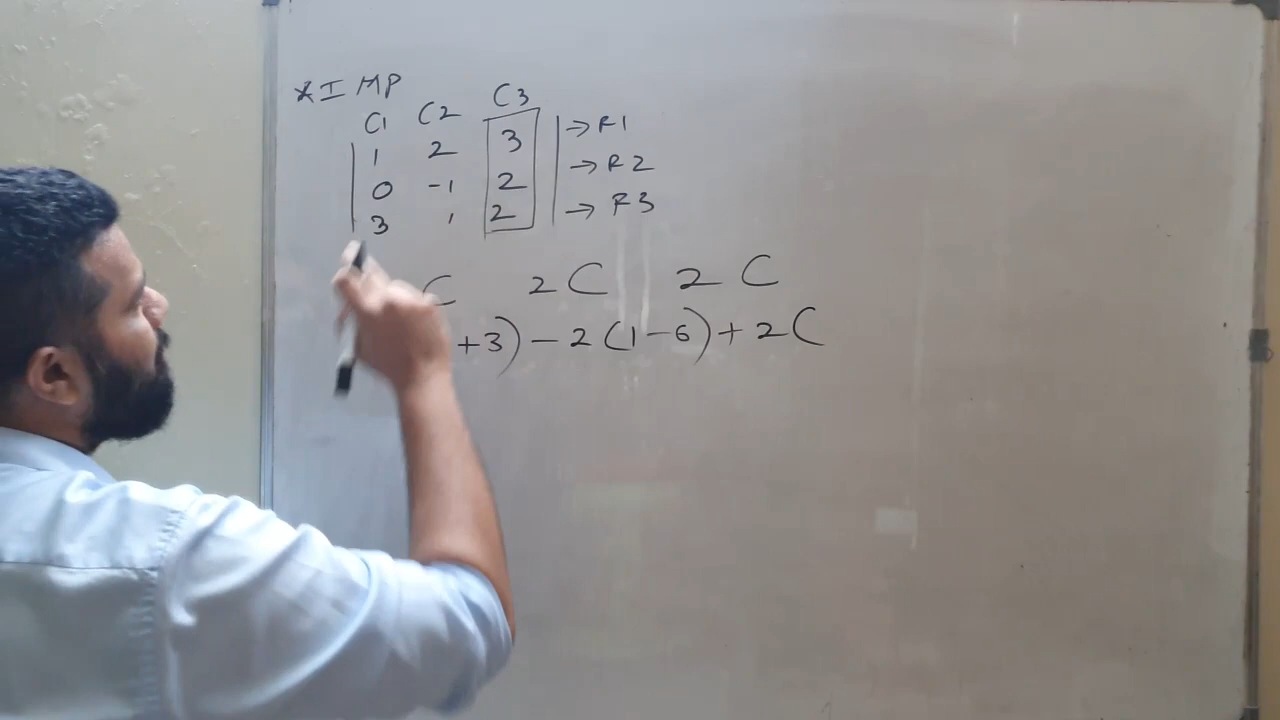 *IMP
C1 C2 C3
1 2 3 → R1
0 -1 2 → R2
3 1 2 → R3
C 2C 2C
+3) - 2(1-6) + 2(